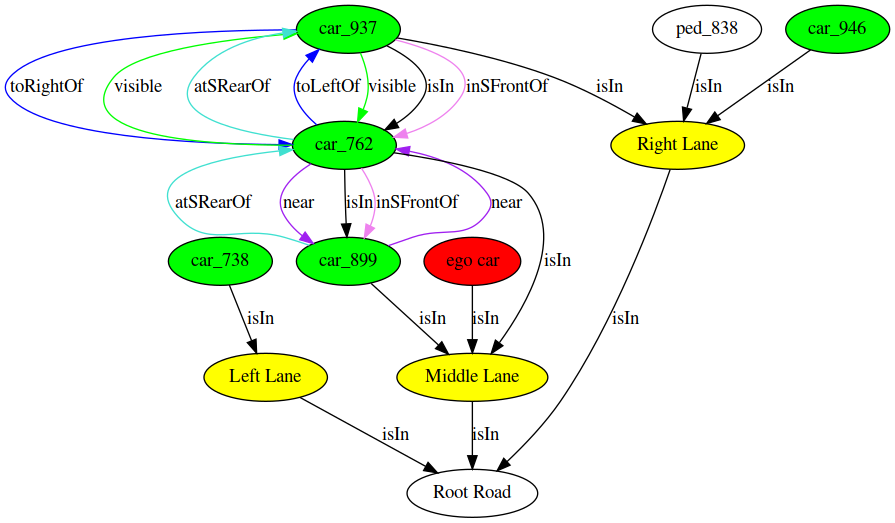 car_937
ped_838
car_946
toRightOf
visible
atSRearOf
toLeftOf
visible
isIn
inSFrontOf
isIn
isIn
isIn
car_762
Right Lane
atSRearOf
near
isIn
inSFrontOf
near
car_738
car_899
ego car
isIn
isIn
isIn
isIn
isIn
Left Lane
Middle Lane
isIn
isIn
Root Road